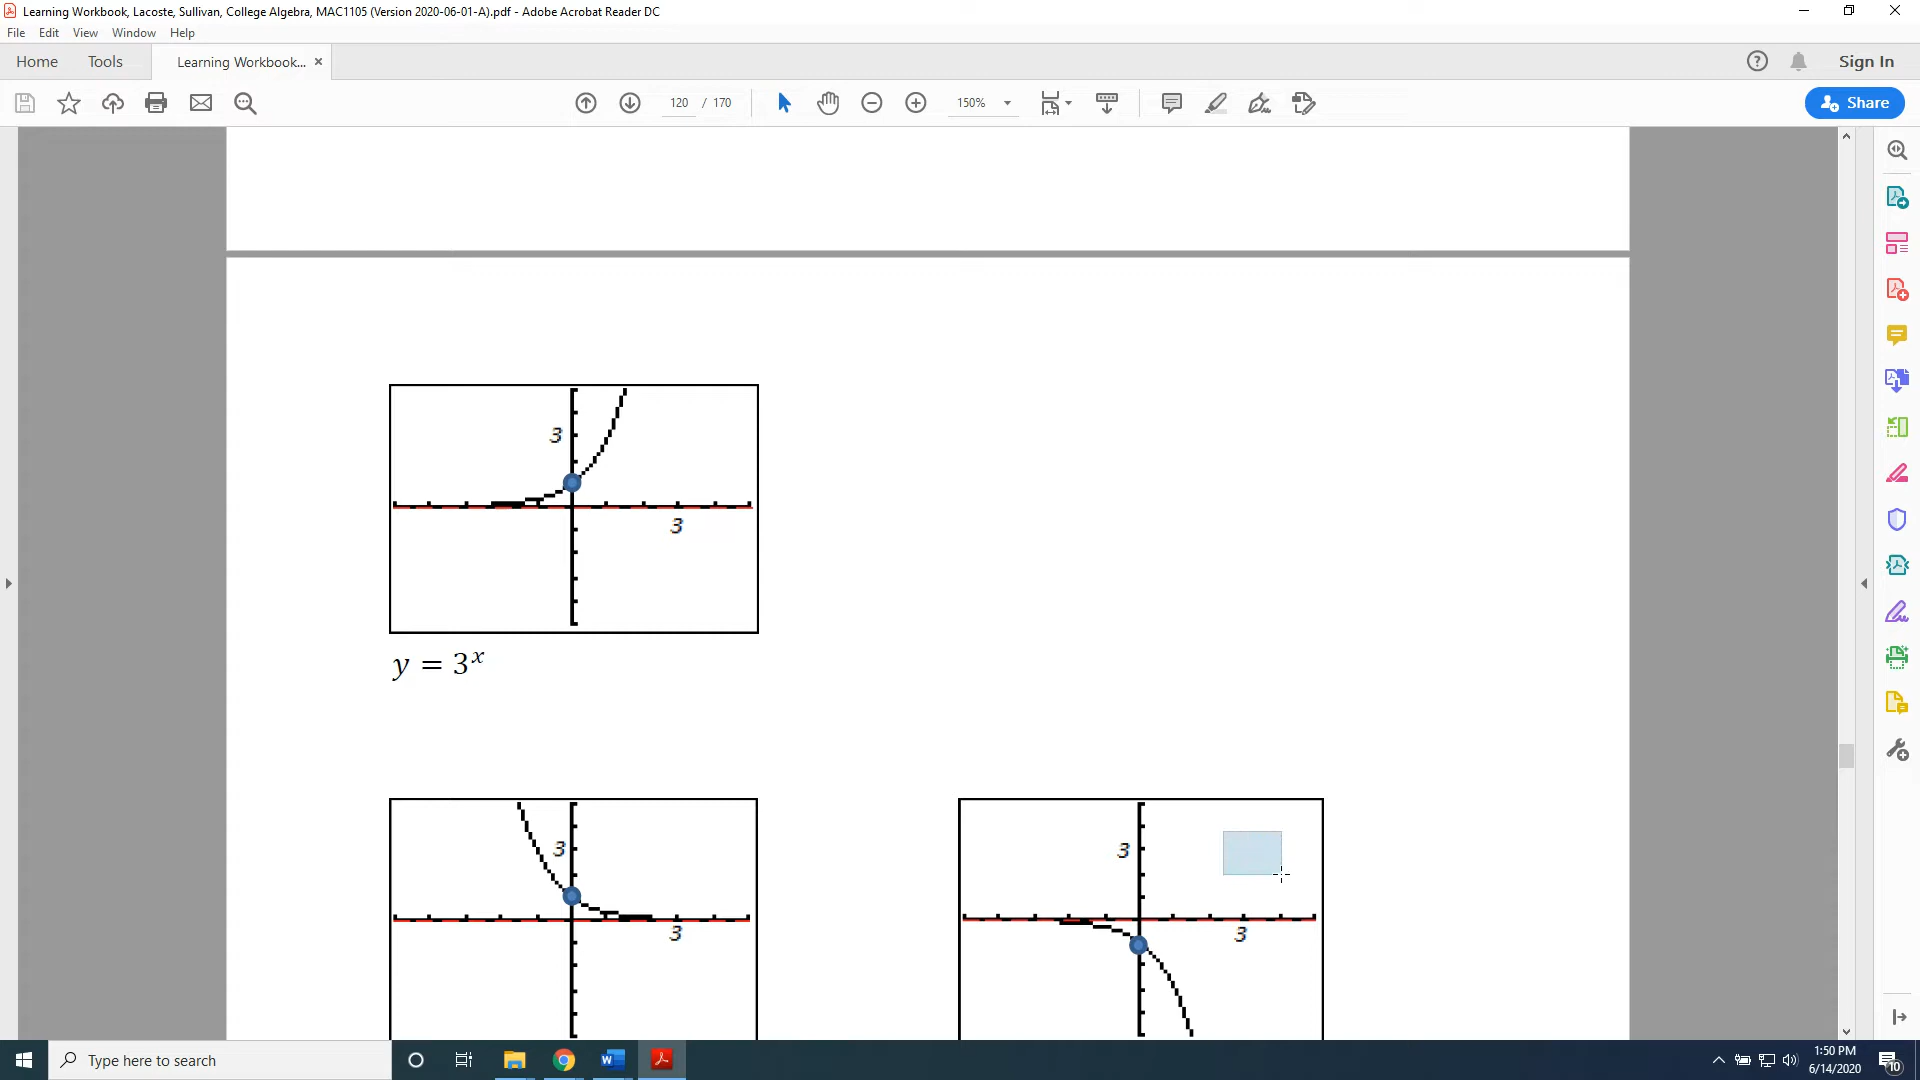 Learning Workbook, Lacoste, Sullivan, College Algebra, MAC1105 (Version 2020-06-01-A).pdf - Adobe Acrobat Reader DC
File Edit View Window Help
Home Tools Learning Workbook... × Sign In
120 / 170 150% Share
3
3
y = 3^x
3
3
3
3
Type here to search
1:50 PM
6/14/2020
10